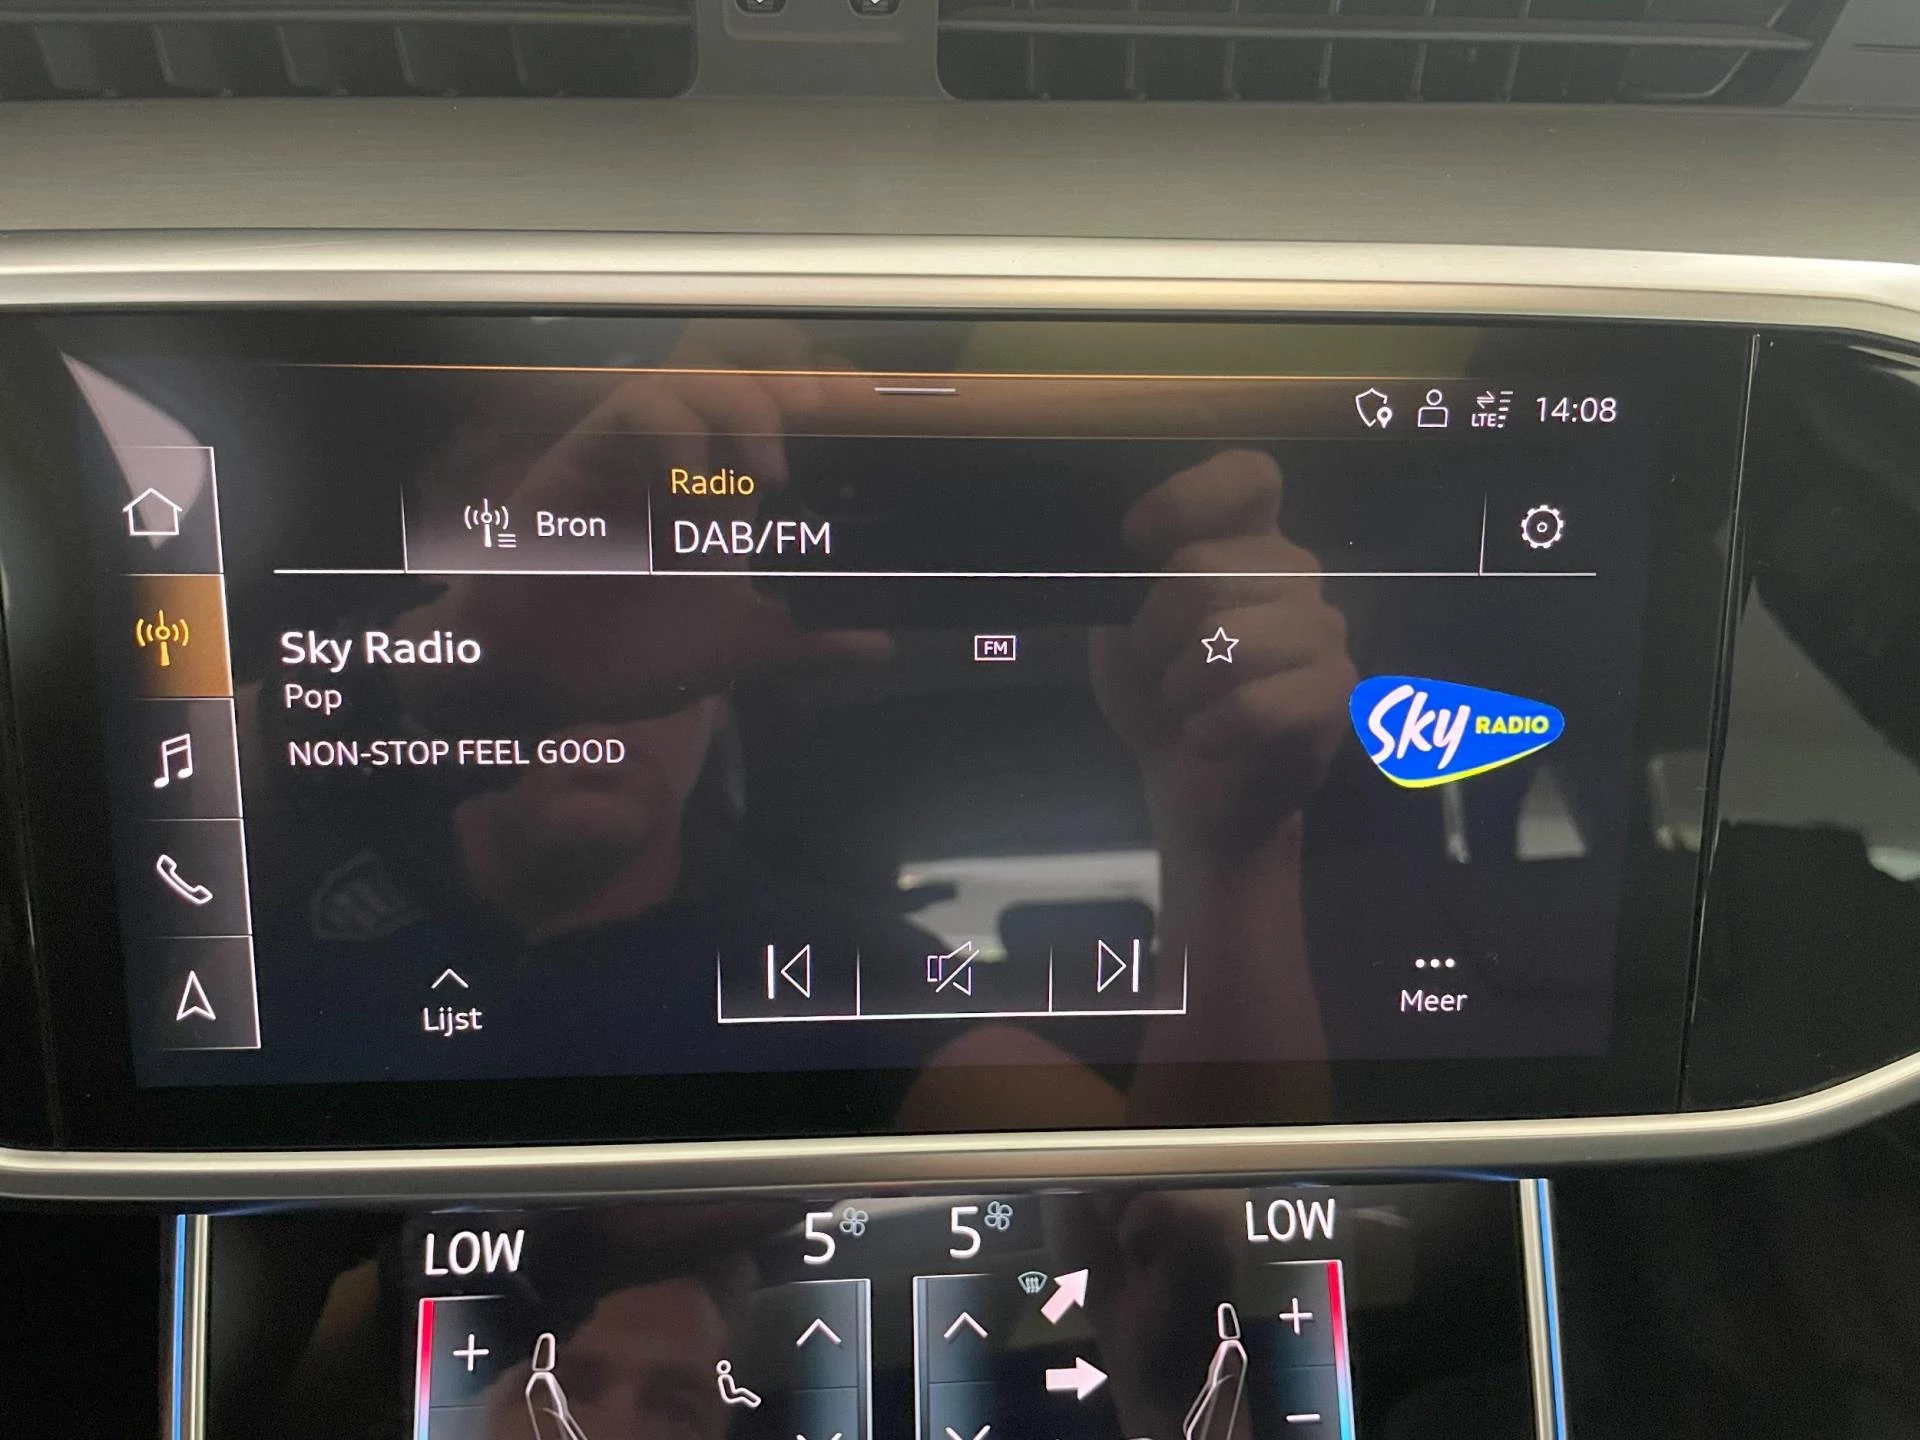 LTE 14:08
Bron
Radio
DAB/FM
Sky Radio
FM
Pop
NON-STOP FEEL GOOD
Sky RADIO
Lijst
Meer
LOW 5 5 LOW